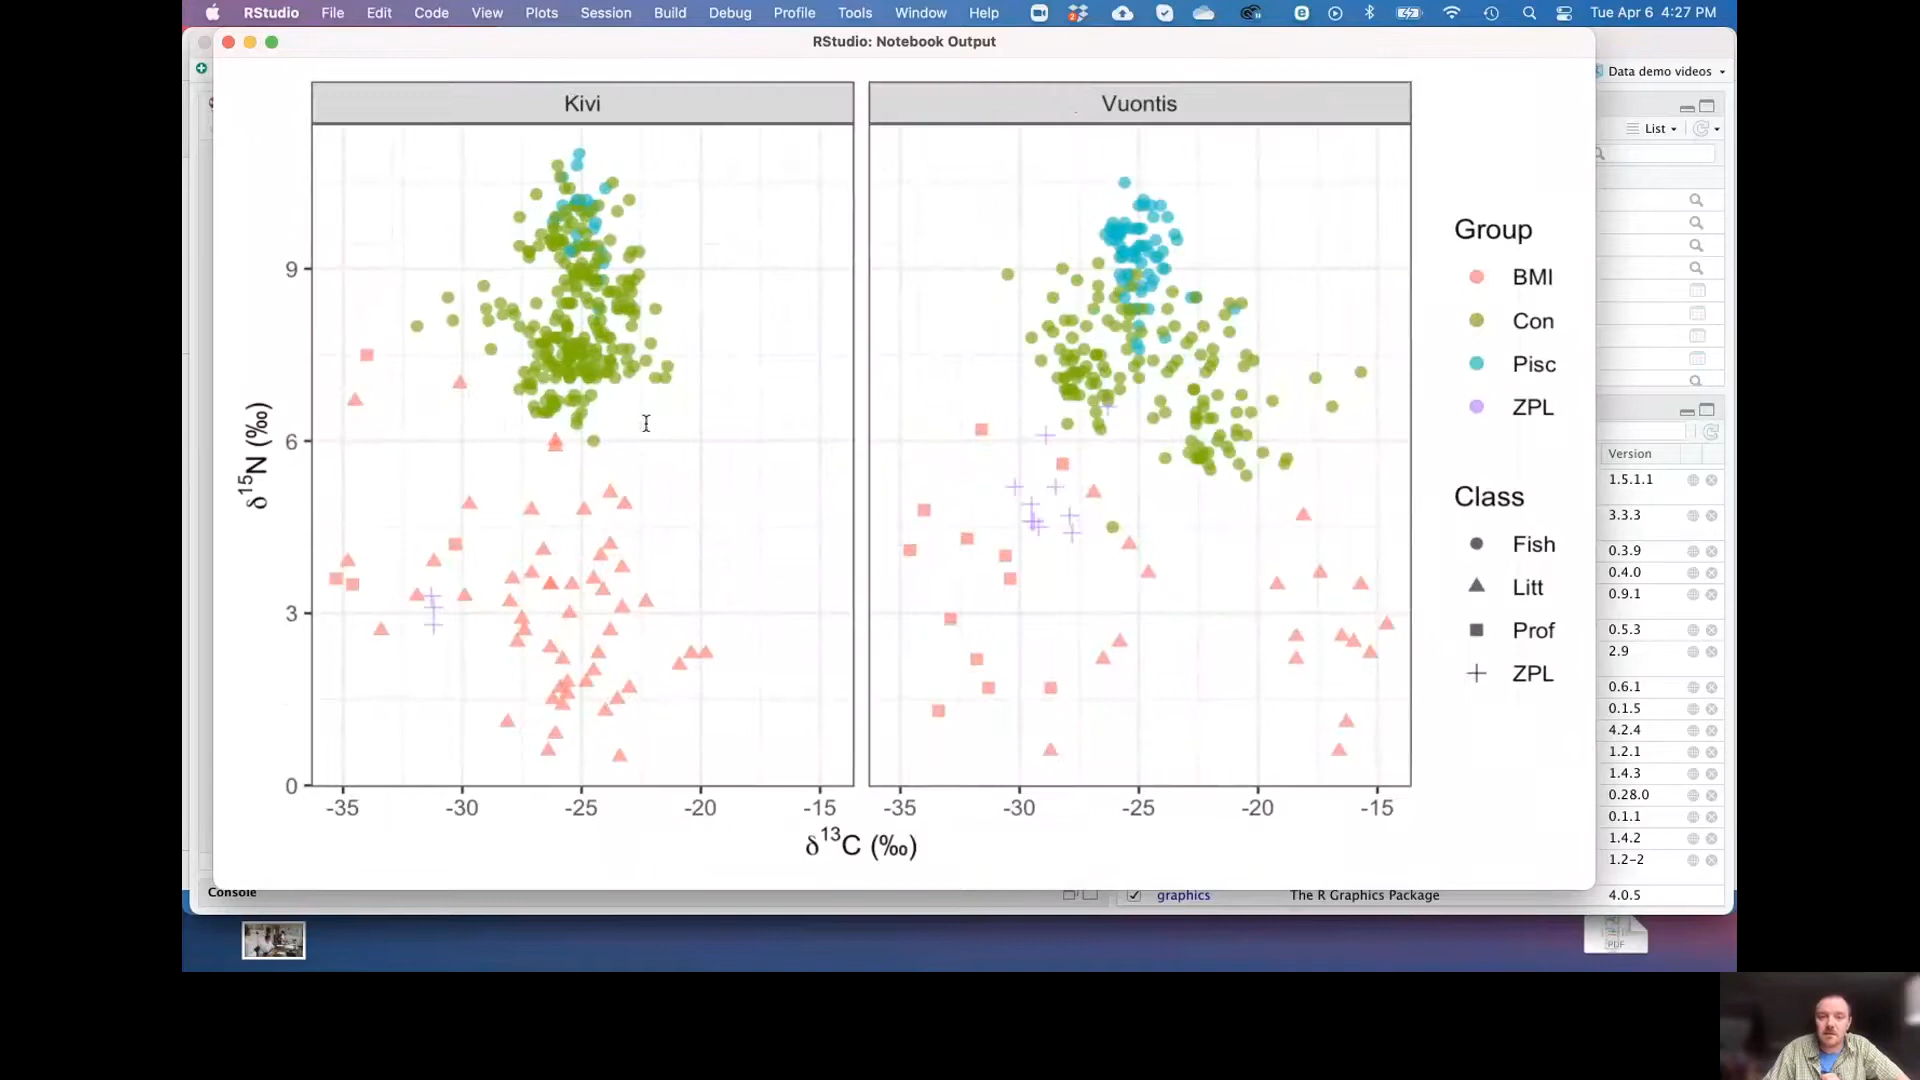 RStudio File Edit Code View Plots Session Build Debug Profile Tools Window Help Tue Apr 6 4:27 PM
RStudio: Notebook Output
Data demo videos
List
Kivi
Vuontis
9
6
3
0
δ15N (‰)
-35 -30 -25 -20 -15
-35 -30 -25 -20 -15
δ13C (‰)
Group
BMI
Con
Pisc
ZPL
Class
Fish
Litt
Prof
ZPL
Version
1.5.1.1
3.3.3
0.3.9
0.4.0
0.9.1
0.5.3
2.9
0.6.1
0.1.5
4.2.4
1.2.1
1.4.3
0.28.0
0.1.1
1.4.2
1.2-2
Console
graphics The R Graphics Package 4.0.5
PDF